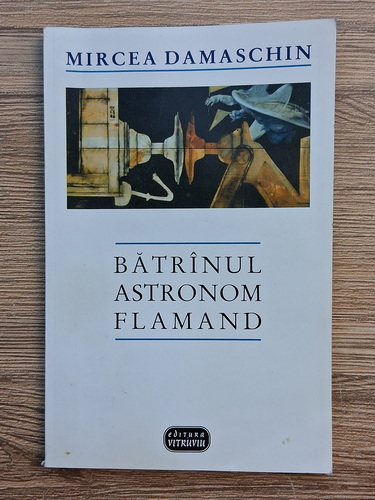 MIRCEA DAMASCHIN
BĂTRÎNUL
ASTRONOM
FLAMAND
editura
VITRUVIU